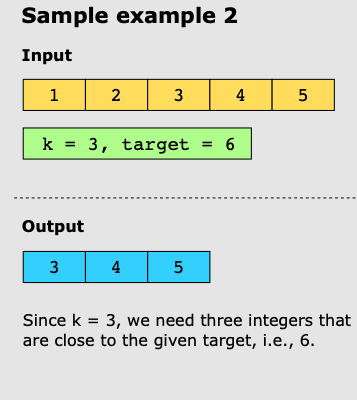 Sample example 2
Input
1 2 3 4 5
k = 3, target = 6
Output
3 4 5
Since k = 3, we need three integers that
are close to the given target, i.e., 6.